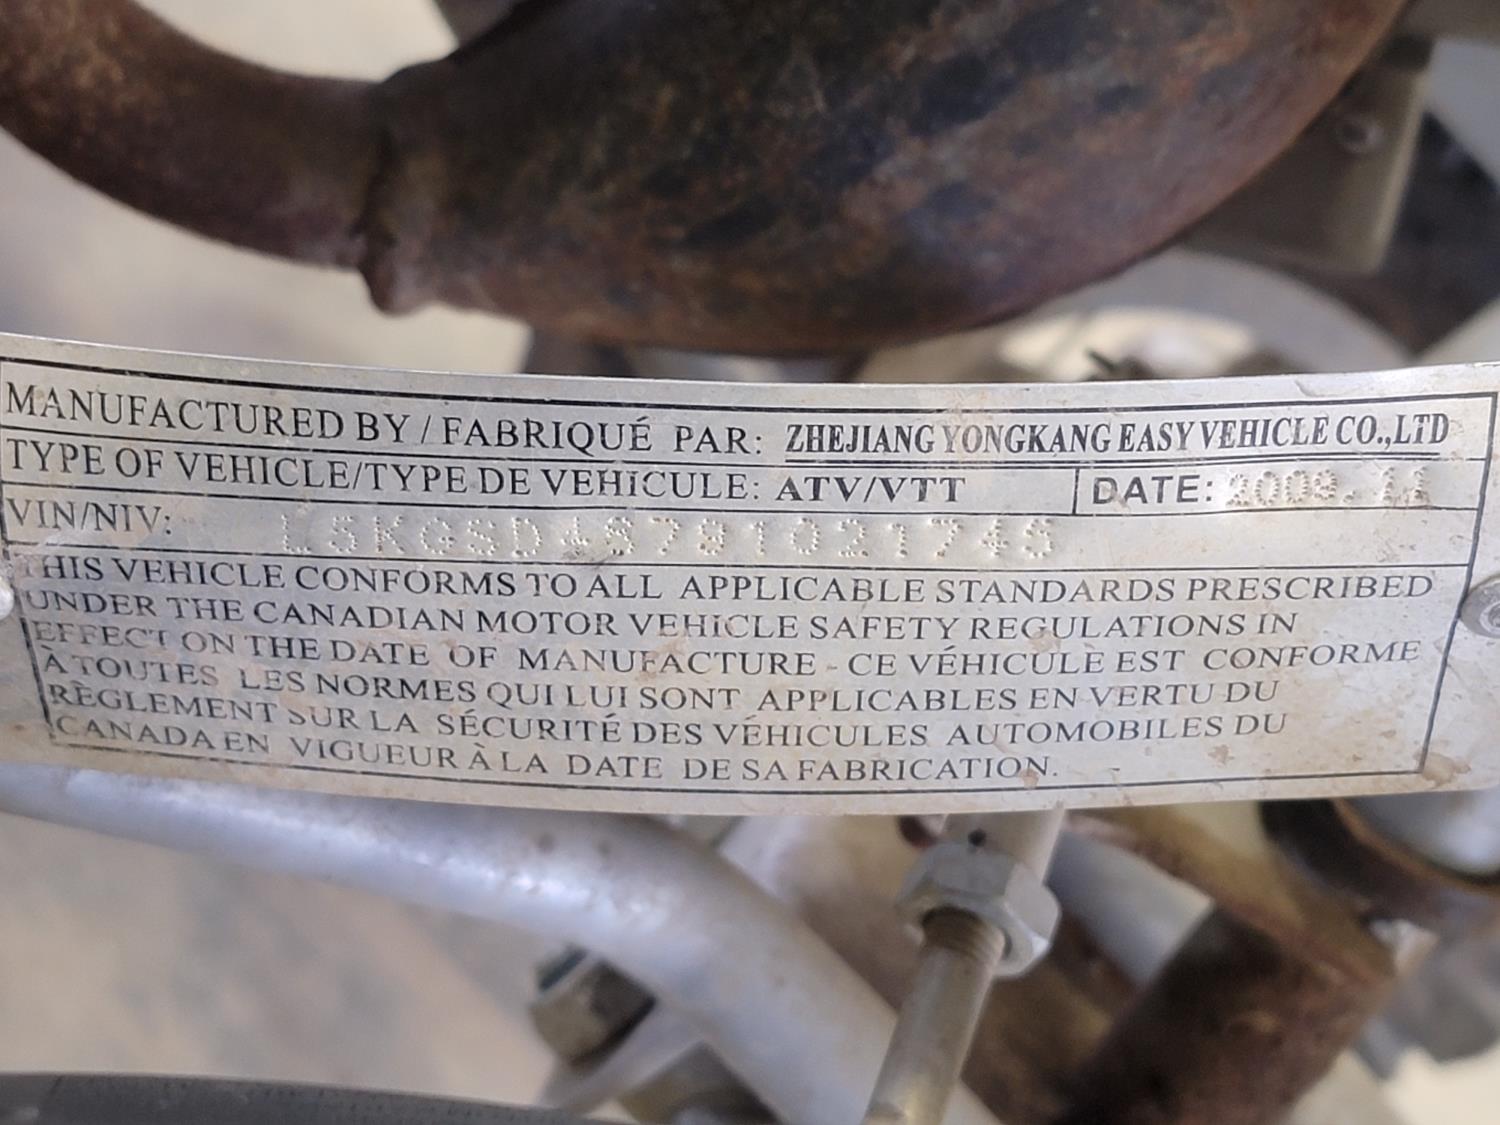 MANUFACTURED BY / FABRIQUÉ PAR: ZHEJIANG YONGKANG EASY VEHICLE CO.,LTD
TYPE OF VEHICLE/TYPE DE VEHICULE: ATV/VTT DATE: 2009.11
VIN/NIV:
THIS VEHICLE CONFORMS TO ALL APPLICABLE STANDARDS PRESCRIBED
UNDER THE CANADIAN MOTOR VEHICLE SAFETY REGULATIONS IN
EFFECT ON THE DATE OF MANUFACTURE - CE VÉHICULE EST CONFORME
À TOUTES LES NORMES QUI LUI SONT APPLICABLES EN VERTU DU
RÈGLEMENT SUR LA SÉCURITÉ DES VÉHICULES AUTOMOBILES DU
CANADA EN VIGUEUR À LA DATE DE SA FABRICATION.